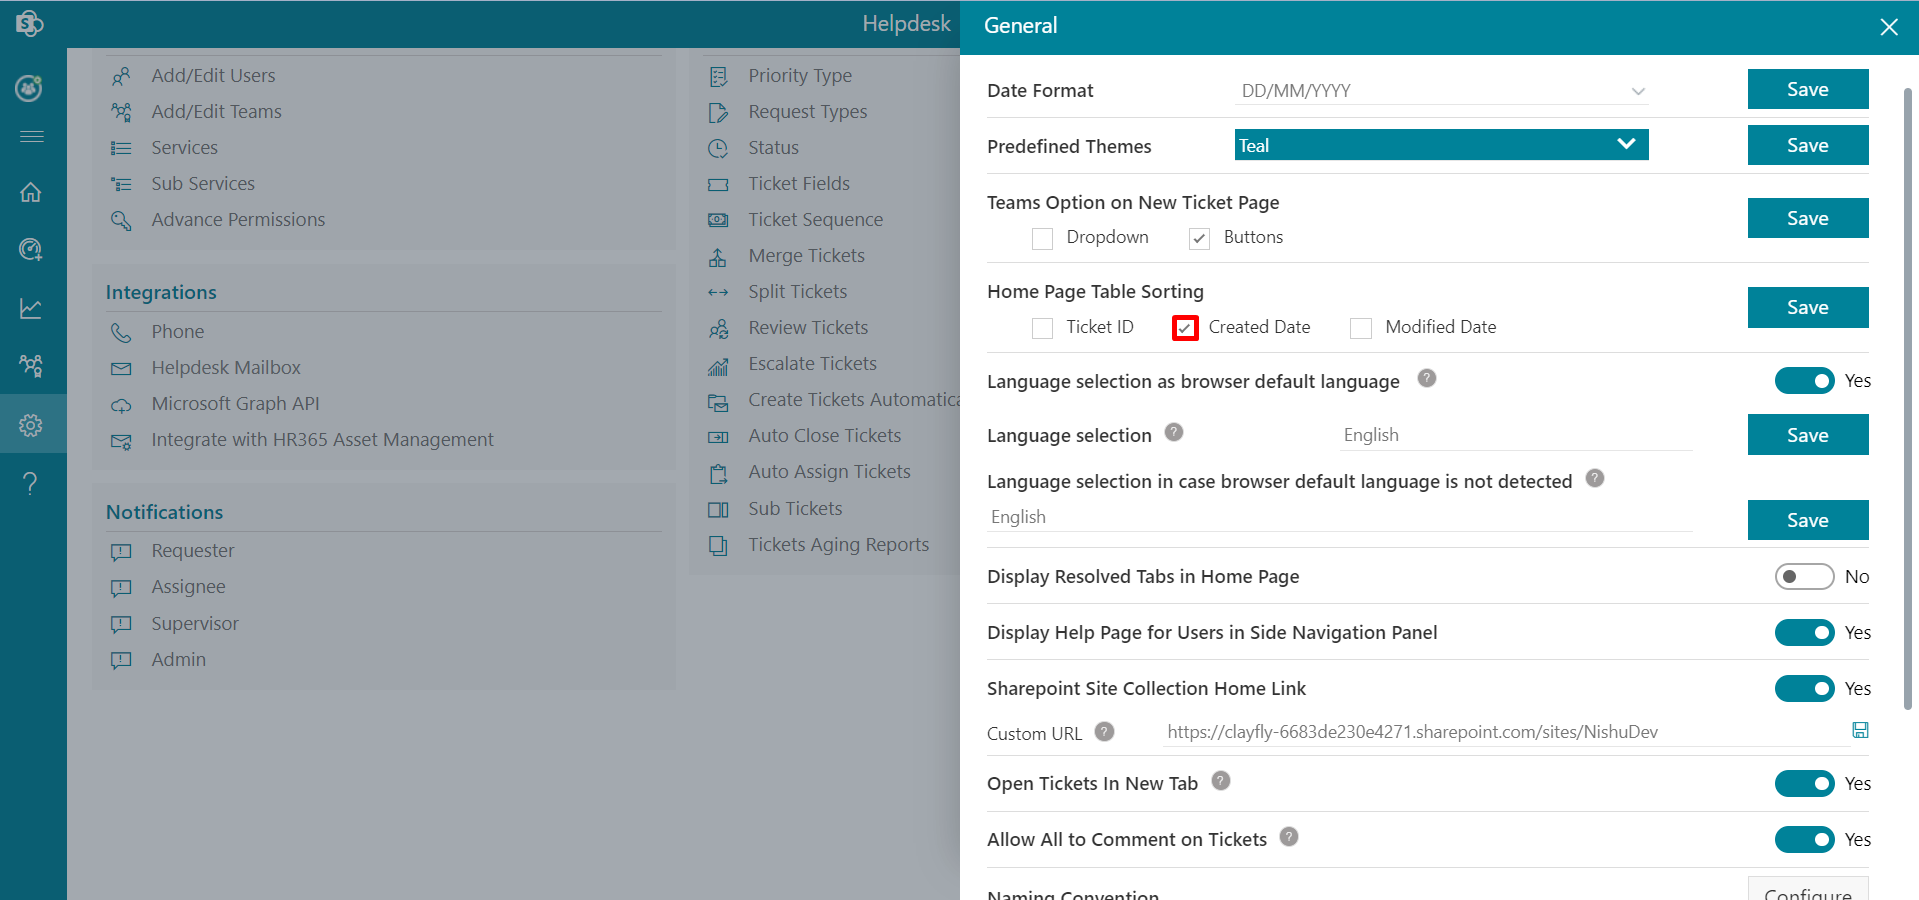 Helpdesk
Add/Edit Users
Add/Edit Teams
Services
Sub Services
Advance Permissions
Integrations
Phone
Helpdesk Mailbox
Microsoft Graph API
Integrate with HR365 Asset Management
Notifications
Requester
Assignee
Supervisor
Admin
Priority Type
Request Types
Status
Ticket Fields
Ticket Sequence
Merge Tickets
Split Tickets
Review Tickets
Escalate Tickets
Create Tickets Automatica
Auto Close Tickets
Auto Assign Tickets
Sub Tickets
Tickets Aging Reports
General
Date Format DD/MM/YYYY Save
Predefined Themes Teal Save
Teams Option on New Ticket Page
Dropdown Buttons Save
Home Page Table Sorting
Ticket ID Created Date Modified Date Save
Language selection as browser default language ? Yes
Language selection ? English Save
Language selection in case browser default language is not detected ?
English Save
Display Resolved Tabs in Home Page No
Display Help Page for Users in Side Navigation Panel Yes
Sharepoint Site Collection Home Link Yes
Custom URL ? https://clayfly-6683de230e4271.sharepoint.com/sites/NishuDev
Open Tickets In New Tab ? Yes
Allow All to Comment on Tickets ? Yes
Naming Convention Configure